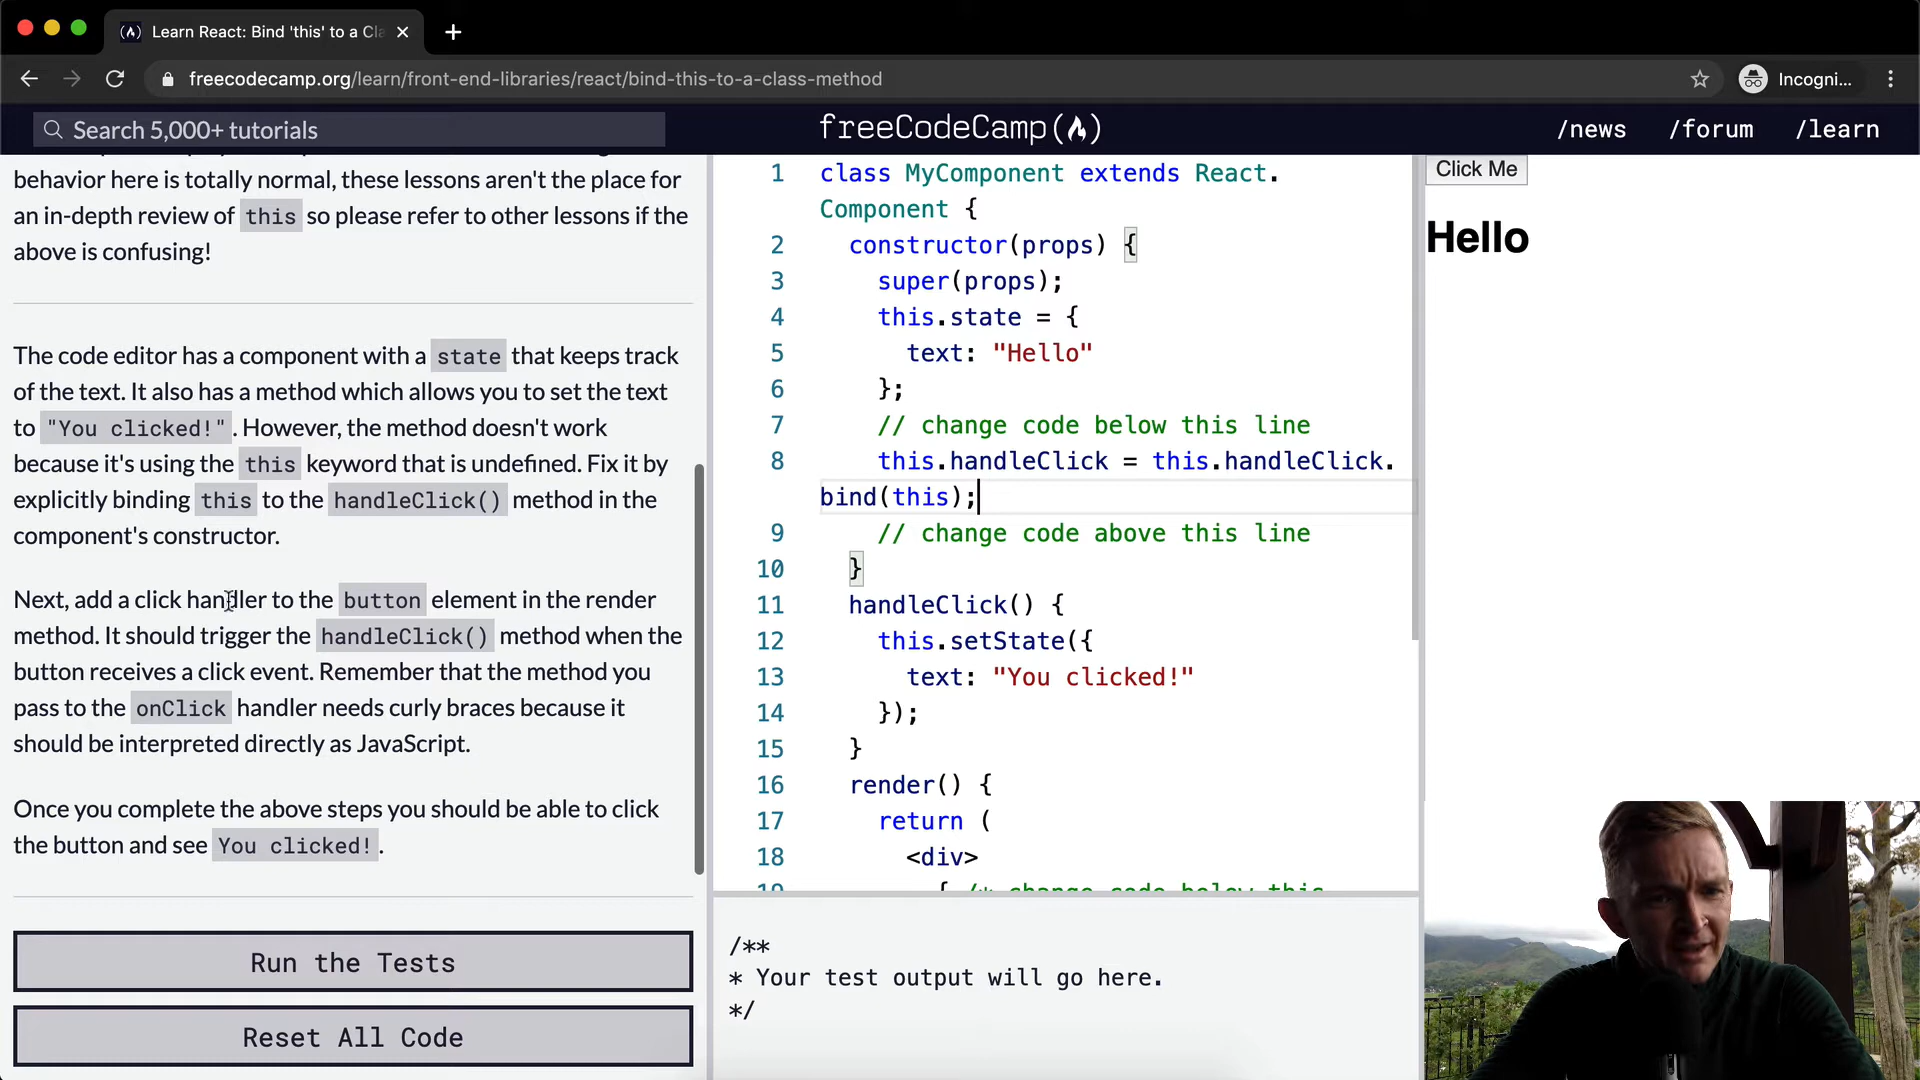 Learn React: Bind 'this' to a Cla
freecodecamp.org/learn/front-end-libraries/react/bind-this-to-a-class-method
Incogni...
Search 5,000+ tutorials
freeCodeCamp
/news
/forum
/learn
behavior here is totally normal, these lessons aren't the place for
an in-depth review of this so please refer to other lessons if the
above is confusing!
The code editor has a component with a state that keeps track
of the text. It also has a method which allows you to set the text
to "You clicked!". However, the method doesn't work
because it's using the this keyword that is undefined. Fix it by
explicitly binding this to the handleClick() method in the
component's constructor.
Next, add a click handler to the button element in the render
method. It should trigger the handleClick() method when the
button receives a click event. Remember that the method you
pass to the onClick handler needs curly braces because it
should be interpreted directly as JavaScript.
Once you complete the above steps you should be able to click
the button and see You clicked!.
Run the Tests
Reset All Code
1 class MyComponent extends React.
Component {
2 constructor(props) {
3 super(props);
4 this.state = {
5 text: "Hello"
6 };
7 // change code below this line
8 this.handleClick = this.handleClick.
bind(this);
9 // change code above this line
10 }
11 handleClick() {
12 this.setState({
13 text: "You clicked!"
14 });
15 }
16 render() {
17 return (
18 <div>
19 { /* change code below this
/**
* Your test output will go here.
*/
Click Me
Hello